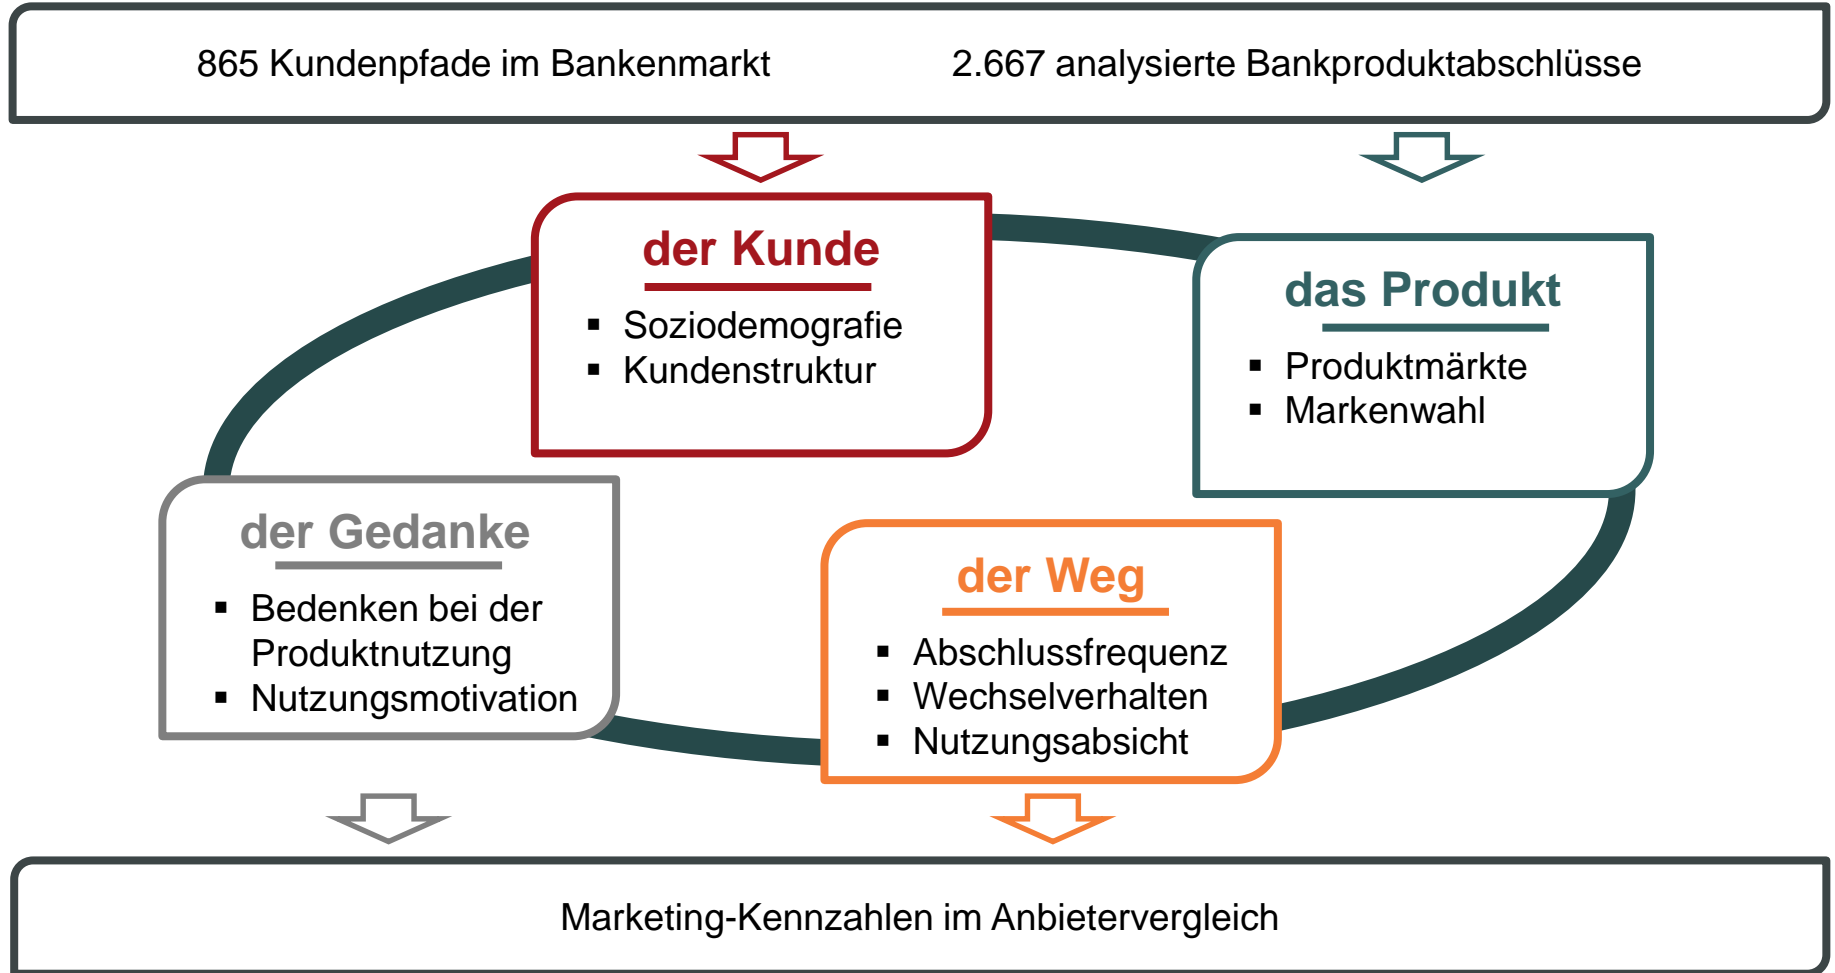 865 Kundenpfade im Bankenmarkt
2.667 analysierte Bankproduktabschlüsse
der Kunde
▪ Soziodemografie
▪ Kundenstruktur
das Produkt
▪ Produktmärkte
▪ Markenwahl
der Gedanke
▪ Bedenken bei der
Produktnutzung
▪ Nutzungsmotivation
der Weg
▪ Abschlussfrequenz
▪ Wechselverhalten
▪ Nutzungsabsicht
Marketing-Kennzahlen im Anbietervergleich